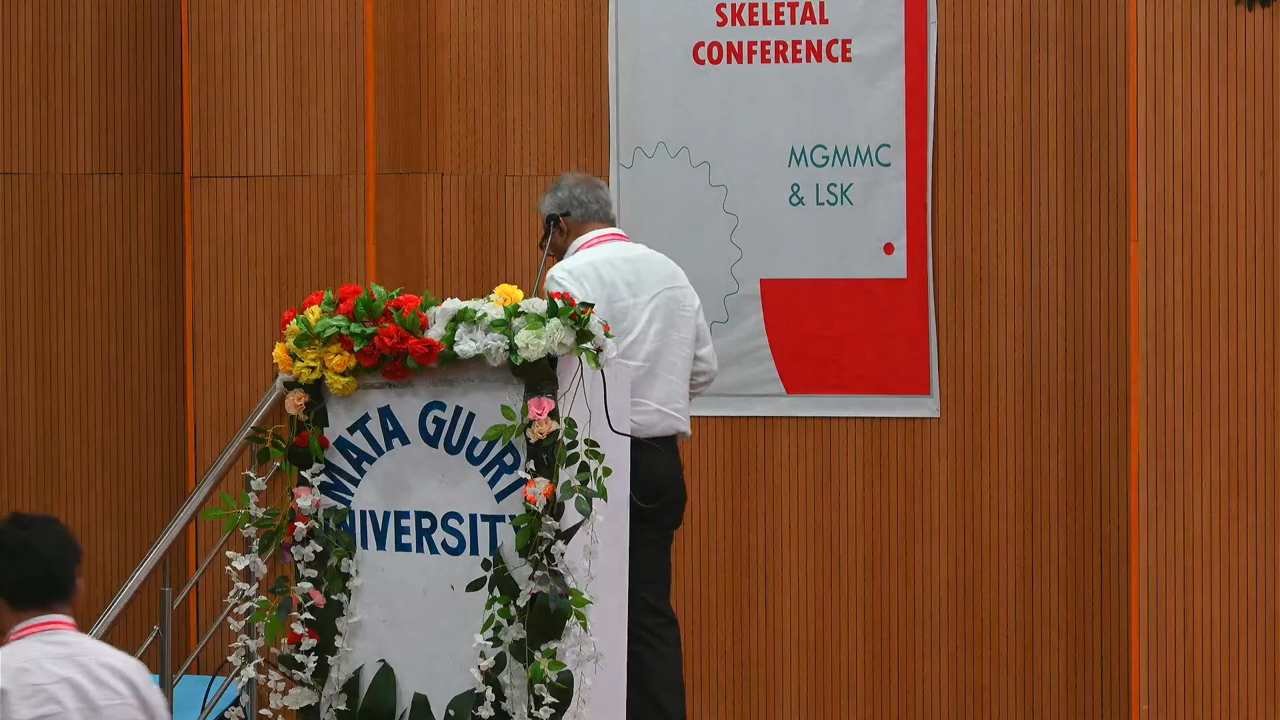 SKELETAL
CONFERENCE
MGMMC
& LSK
MATA GUJRI
UNIVERSITY